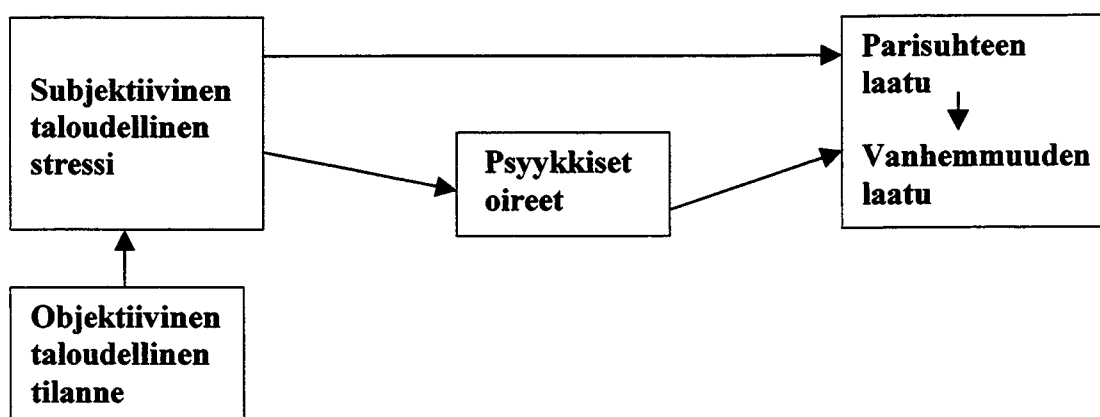 Subjektiivinen
taloudellinen
stressi
Objektiivinen
taloudellinen
tilanne
Psyykkiset
oireet
Parisuhteen
laatu
Vanhemmuuden
laatu